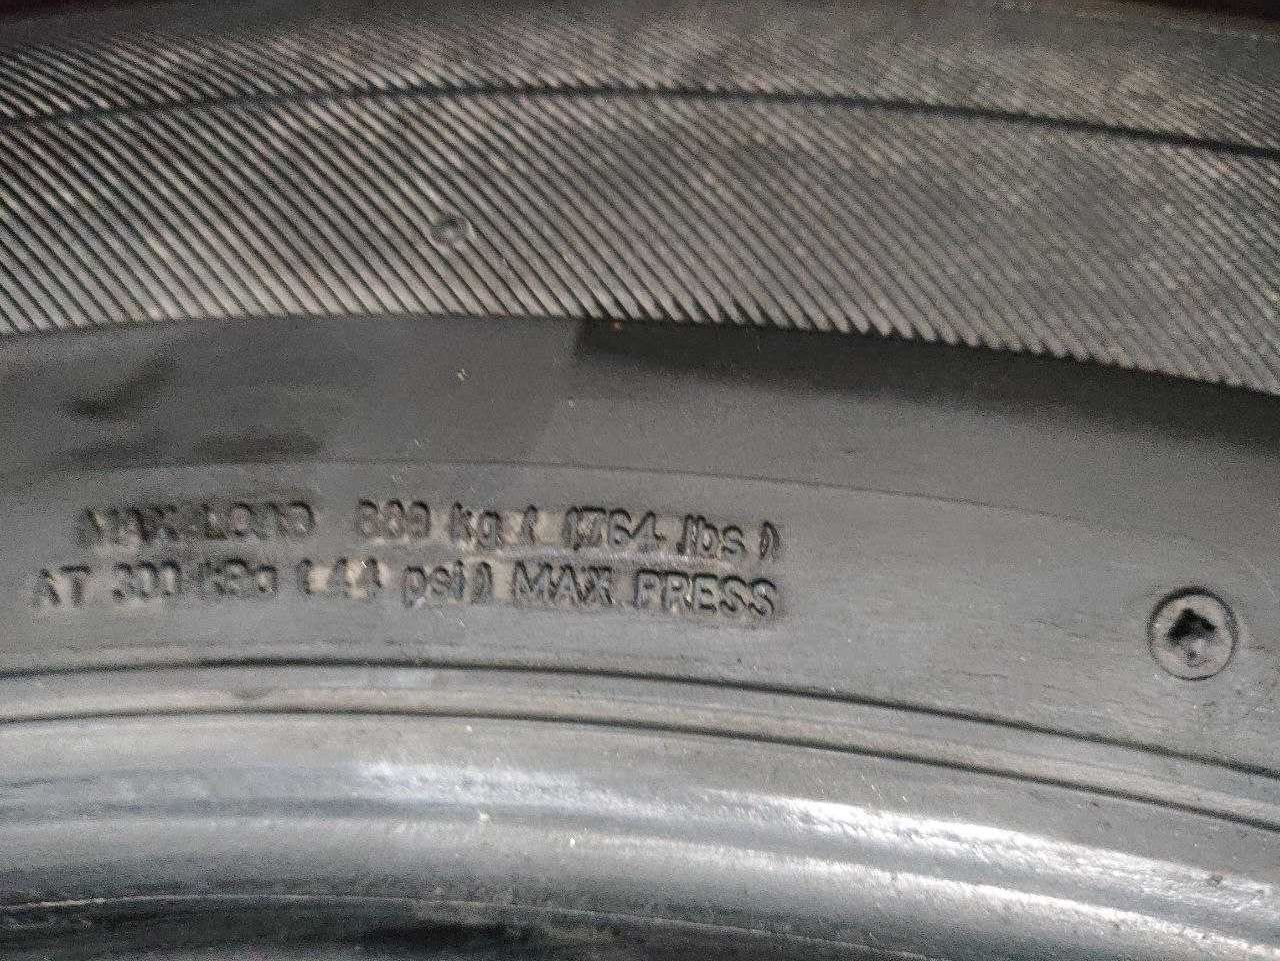 MAX LOAD 800 kg ( 1764 lbs )
AT 300 kPa ( 44 psi ) MAX PRESS